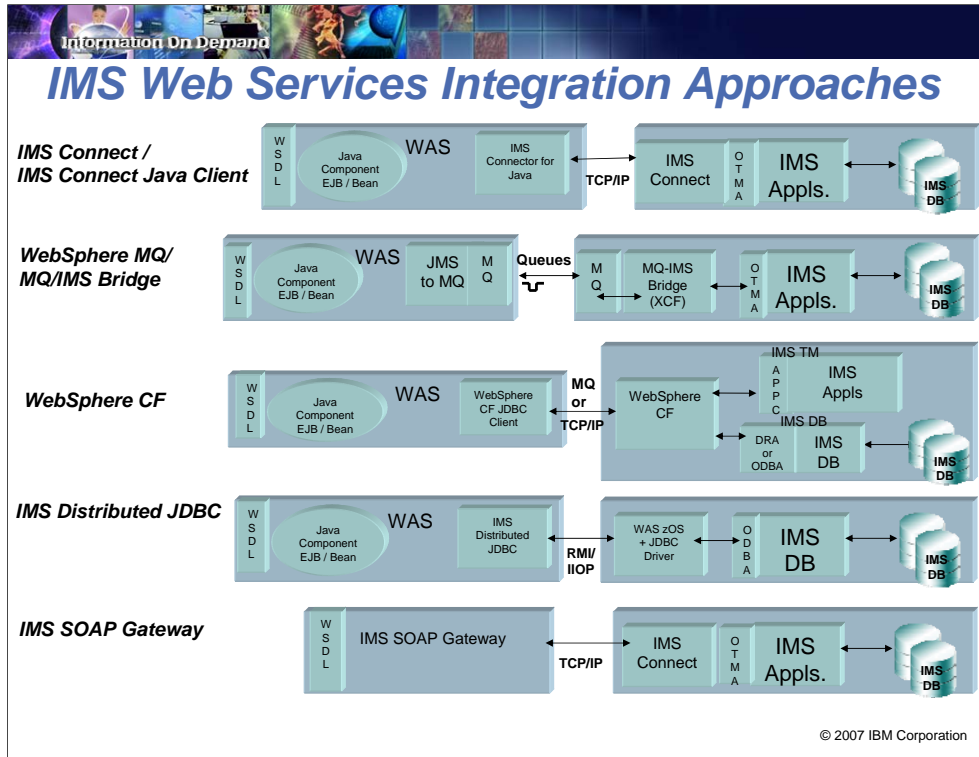 Information On Demand
IMS Web Services Integration Approaches
IMS Connect /
IMS Connect Java Client
W
S
D
L
Java
Component
EJB / Bean
WAS
IMS
Connector for
Java
TCP/IP
IMS
Connect
O
T
M
A
IMS
Appls.
IMS
DB
WebSphere MQ/
MQ/IMS Bridge
W
S
D
L
Java
Component
EJB / Bean
WAS
JMS
to MQ
M
Q
Queues
M
Q
MQ-IMS
Bridge
(XCF)
O
T
M
A
IMS
Appls.
IMS
DB
WebSphere CF
W
S
D
L
Java
Component
EJB / Bean
WAS
WebSphere
CF JDBC
Client
MQ
or
TCP/IP
WebSphere
CF
IMS TM
A
P
P
C
IMS
Appls
IMS DB
DRA
or
ODBA
IMS
DB
IMS
DB
IMS Distributed JDBC
W
S
D
L
Java
Component
EJB / Bean
WAS
IMS
Distributed
JDBC
RMI/
IIOP
WAS zOS
+ JDBC
Driver
O
D
B
A
IMS
DB
IMS
DB
IMS SOAP Gateway
W
S
D
L
IMS SOAP Gateway
TCP/IP
IMS
Connect
O
T
M
A
IMS
Appls.
IMS
DB
© 2007 IBM Corporation